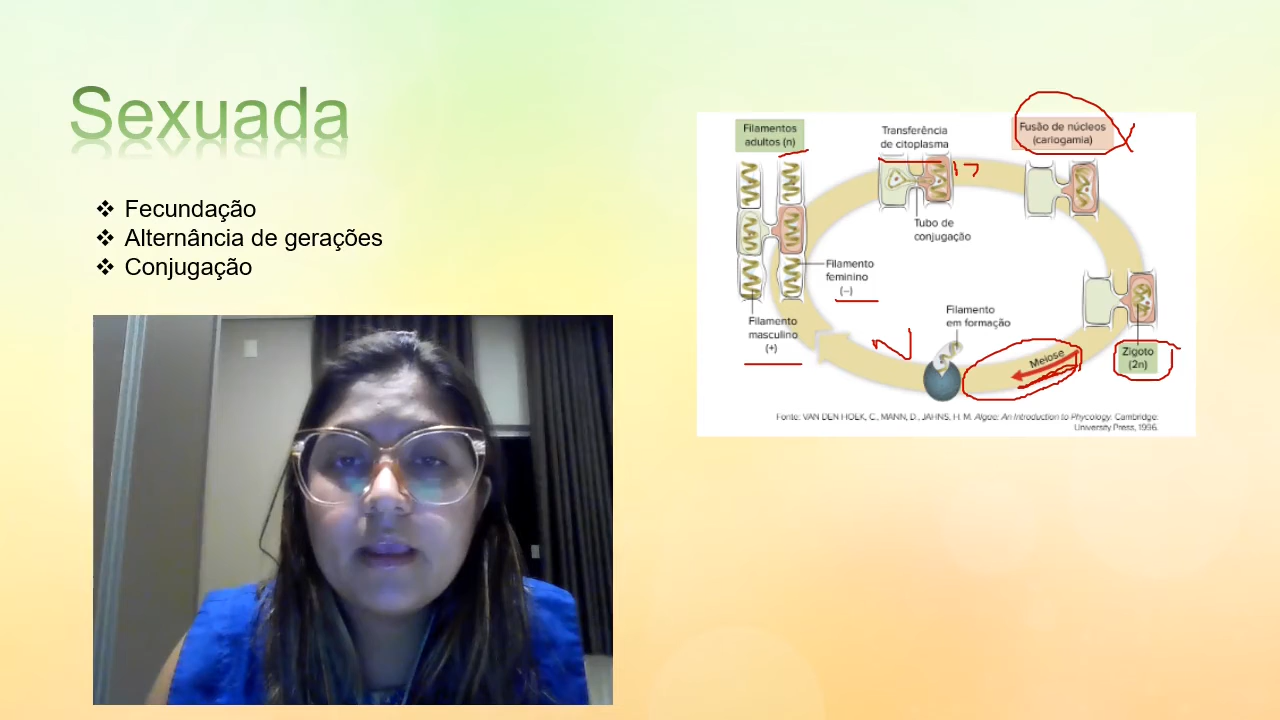 Sexuada
❖ Fecundação
❖ Alternância de gerações
❖ Conjugação
Filamentos
adultos (n)
Transferência
de citoplasma
Fusão de núcleos
(cariogamia)
Tubo de
conjugação
Filamento
feminino
(–)
Filamento
masculino
(+)
Filamento
em formação
Meiose
Zigoto
(2n)
Fonte: VAN DEN HOEK, C., MANN, D., JAHNS, H. M. Algae: An Introduction to Phycology. Cambridge:
University Press, 1996.